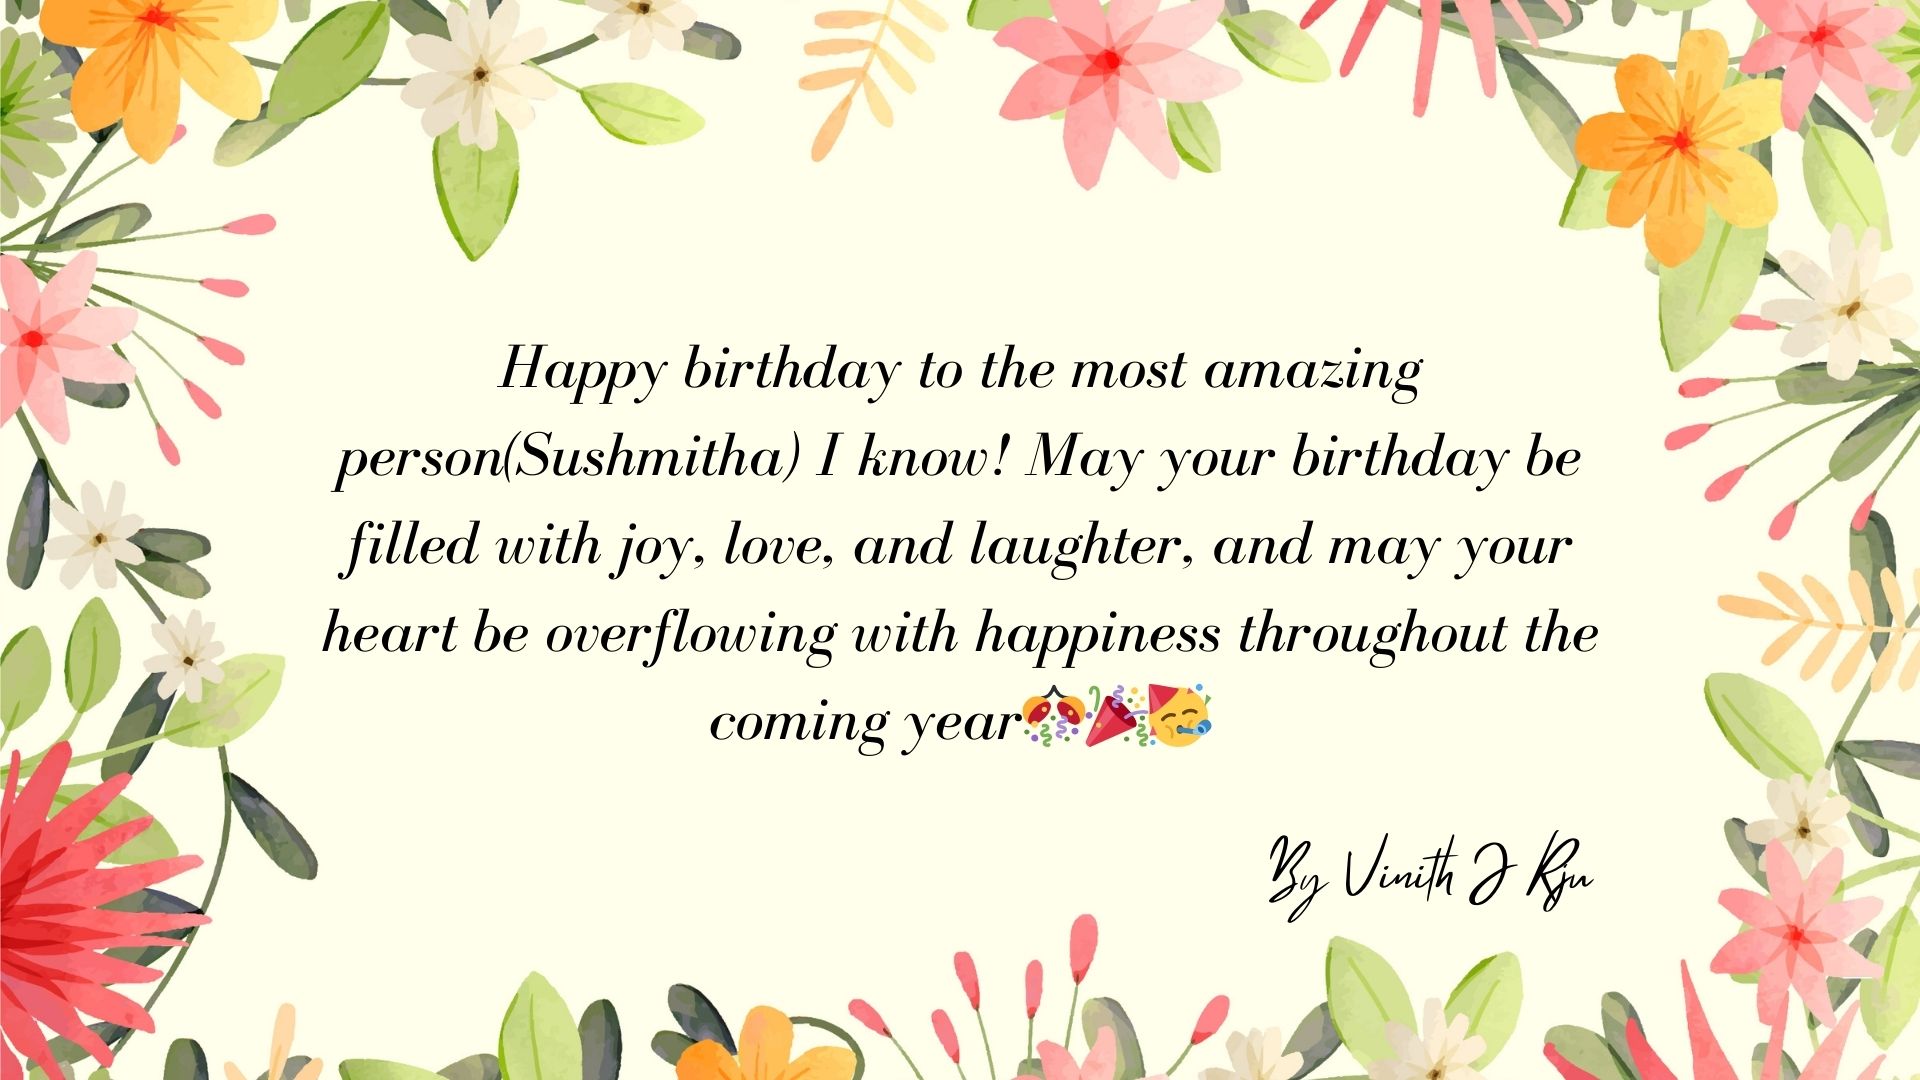 Happy birthday to the most amazing
person(Sushmitha) I know! May your birthday be
filled with joy, love, and laughter, and may your
heart be overflowing with happiness throughout the
coming year🎊🎉🥳
By Vinith J Rju